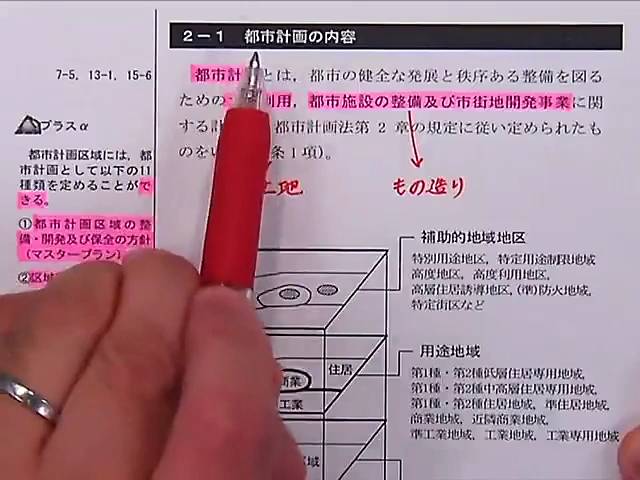 2－1 都市計画の内容
7-5, 13-1, 15-6
都市計 とは，都市の健全な発展と秩序ある整備を図る
ための 利用，都市施設の整備及び市街地開発事業に関
する計 都市計画法第2章の規定に従い定められたも
のをい 条1項)。
もの造り
プラスα
都市計画区域には，都
市計画として以下の11
種類を定めることがで
きる。
①都市計画区域の整
備・開発及び保全の方針
(マスタープラン)
②区域
補助的地域地区
特別用途地区，特定用途制限地域
高度地区，高度利用地区，
高層住居誘導地区，(準)防火地域，
特定街区など
用途地域
第1種・第2種低層住居専用地域，
第1種・第2種中高層住居専用地域，
第1種・第2種住居地域，準住居地域，
商業地域，近隣商業地域，
準工業地域，工業地域，工業専用地域
住居
商業
工業
域